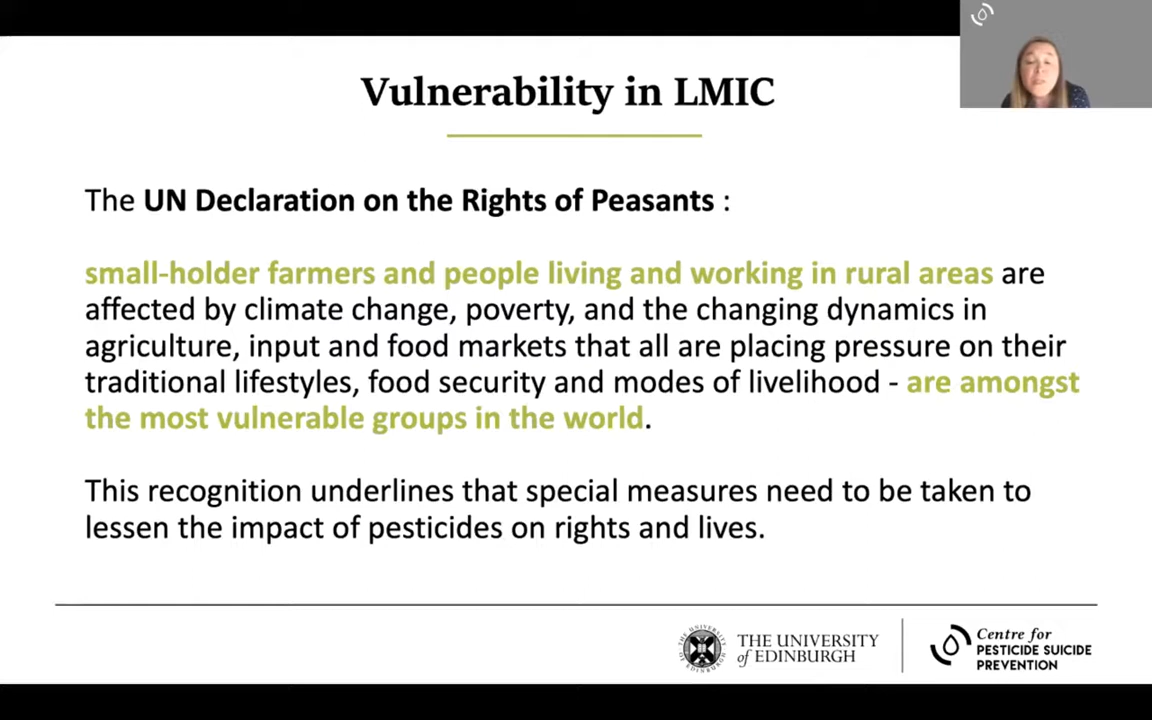 Vulnerability in LMIC
The UN Declaration on the Rights of Peasants :
small-holder farmers and people living and working in rural areas are
affected by climate change, poverty, and the changing dynamics in
agriculture, input and food markets that all are placing pressure on their
traditional lifestyles, food security and modes of livelihood - are amongst
the most vulnerable groups in the world.
This recognition underlines that special measures need to be taken to
lessen the impact of pesticides on rights and lives.
THE UNIVERSITY
of EDINBURGH
Centre for
PESTICIDE SUICIDE
PREVENTION